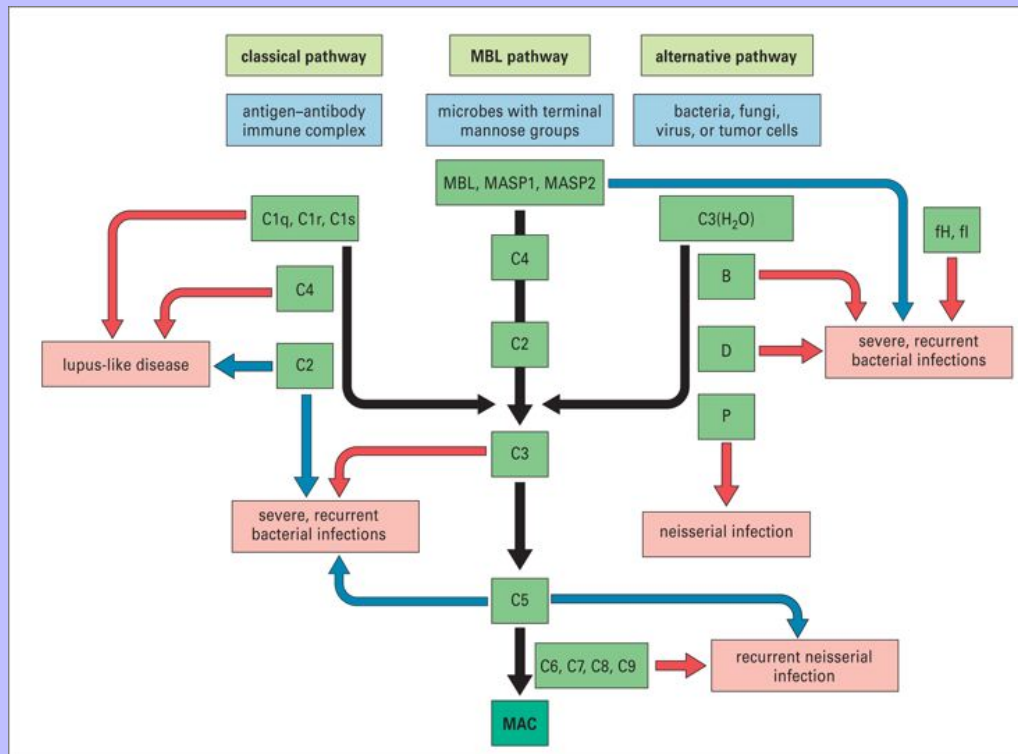 classical pathway
MBL pathway
alternative pathway
antigen–antibody
immune complex
microbes with terminal
mannose groups
bacteria, fungi,
virus, or tumor cells
MBL, MASP1, MASP2
C1q, C1r, C1s
C3(H₂O)
fH, fI
C4
C4
B
C2
D
severe, recurrent
bacterial infections
lupus-like disease
C2
P
C3
severe, recurrent
bacterial infections
neisserial infection
C5
C6, C7, C8, C9
recurrent neisserial
infection
MAC